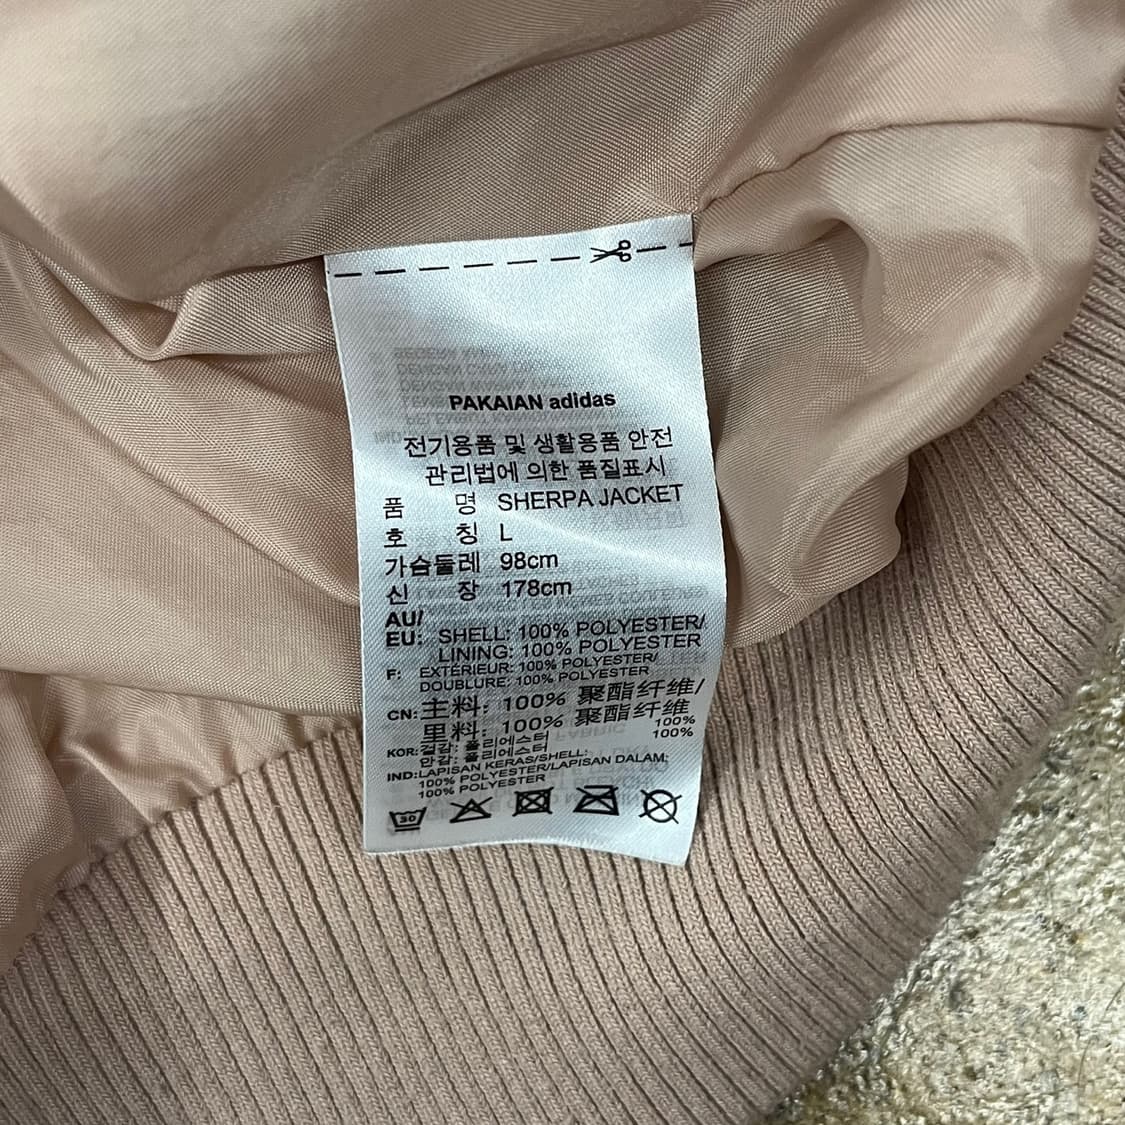 PAKAIAN adidas
전기용품 및 생활용품 안전
관리법에 의한 품질표시
품 명 SHERPA JACKET
호 칭 L
가슴둘레 98cm
신 장 178cm
AU/
EU: SHELL: 100% POLYESTER/
LINING: 100% POLYESTER
F: EXTÉRIEUR: 100% POLYESTER/
DOUBLURE: 100% POLYESTER
CN: 主料: 100% 聚酯纤维/
里料: 100% 聚酯纤维
KOR: 겉감: 폴리에스터 100%
안감: 폴리에스터 100%
IND: LAPISAN KERAS/SHELL:
100% POLYESTER/LAPISAN DALAM:
100% POLYESTER
30